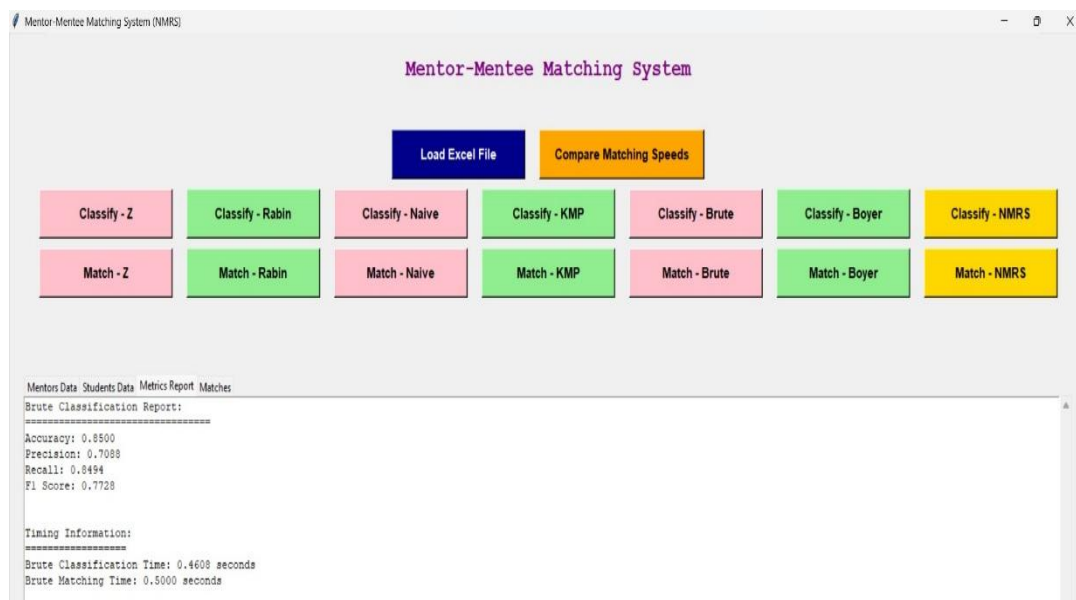 Mentor-Mentee Matching System (NMRS)
Mentor-Mentee Matching System
Load Excel File Compare Matching Speeds
Classify - Z Classify - Rabin Classify - Naive Classify - KMP Classify - Brute Classify - Boyer Classify - NMRS
Match - Z Match - Rabin Match - Naive Match - KMP Match - Brute Match - Boyer Match - NMRS
Mentors Data Students Data Metrics Report Matches
Brute Classification Report:
==================================
Accuracy: 0.8500
Precision: 0.7088
Recall: 0.8494
F1 Score: 0.7728
Timing Information:
==================
Brute Classification Time: 0.4608 seconds
Brute Matching Time: 0.5000 seconds